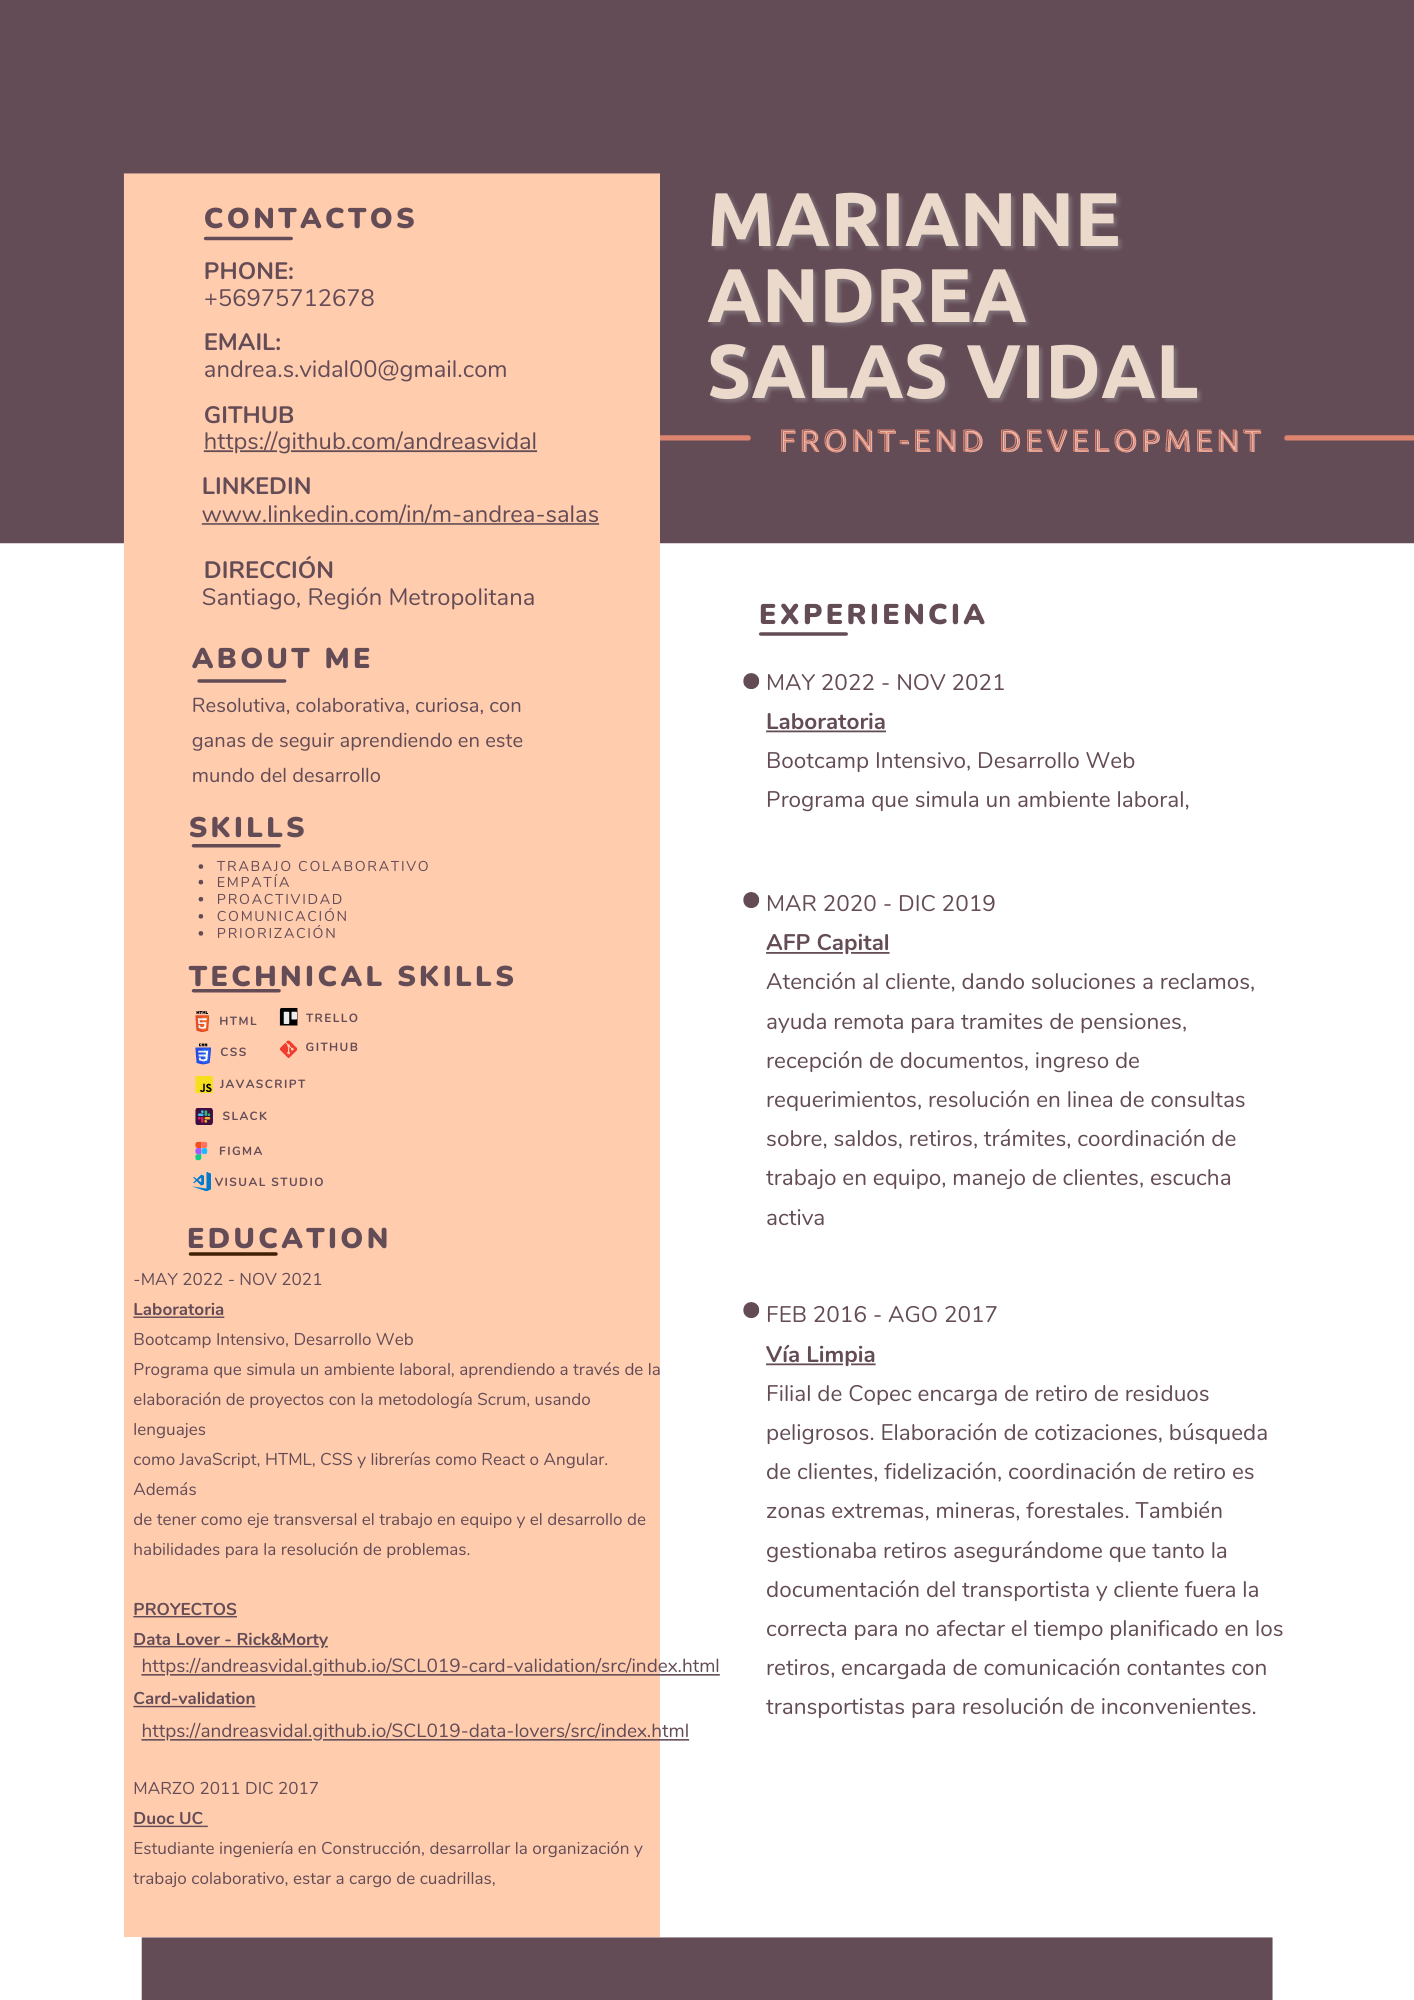 CONTACTOS
PHONE:
+56975712678
EMAIL:
andrea.s.vidal00@gmail.com
GITHUB
https://github.com/andreasvidal
LINKEDIN
www.linkedin.com/in/m-andrea-salas
DIRECCIÓN
Santiago, Región Metropolitana
ABOUT ME
Resolutiva, colaborativa, curiosa, con
ganas de seguir aprendiendo en este
mundo del desarrollo
SKILLS
• TRABAJO COLABORATIVO
• EMPATÍA
• PROACTIVIDAD
• COMUNICACIÓN
• PRIORIZACIÓN
TECHNICAL SKILLS
HTML
TRELLO
CSS
GITHUB
JAVASCRIPT
SLACK
FIGMA
VISUAL STUDIO
EDUCATION
-MAY 2022 - NOV 2021
Laboratoria
Bootcamp Intensivo, Desarrollo Web
Programa que simula un ambiente laboral, aprendiendo a través de la
elaboración de proyectos con la metodología Scrum, usando
lenguajes
como JavaScript, HTML, CSS y librerías como React o Angular.
Además
de tener como eje transversal el trabajo en equipo y el desarrollo de
habilidades para la resolución de problemas.
PROYECTOS
Data Lover - Rick&Morty
https://andreasvidal.github.io/SCL019-card-validation/src/index.html
Card-validation
https://andreasvidal.github.io/SCL019-data-lovers/src/index.html
MARZO 2011 DIC 2017
Duoc UC
Estudiante ingeniería en Construcción, desarrollar la organización y
trabajo colaborativo, estar a cargo de cuadrillas,
MARIANNE
ANDREA
SALAS VIDAL
FRONT-END DEVELOPMENT
EXPERIENCIA
MAY 2022 - NOV 2021
Laboratoria
Bootcamp Intensivo, Desarrollo Web
Programa que simula un ambiente laboral,
MAR 2020 - DIC 2019
AFP Capital
Atención al cliente, dando soluciones a reclamos,
ayuda remota para tramites de pensiones,
recepción de documentos, ingreso de
requerimientos, resolución en linea de consultas
sobre, saldos, retiros, trámites, coordinación de
trabajo en equipo, manejo de clientes, escucha
activa
FEB 2016 - AGO 2017
Vía Limpia
Filial de Copec encarga de retiro de residuos
peligrosos. Elaboración de cotizaciones, búsqueda
de clientes, fidelización, coordinación de retiro es
zonas extremas, mineras, forestales. También
gestionaba retiros asegurándome que tanto la
documentación del transportista y cliente fuera la
correcta para no afectar el tiempo planificado en los
retiros, encargada de comunicación contantes con
transportistas para resolución de inconvenientes.